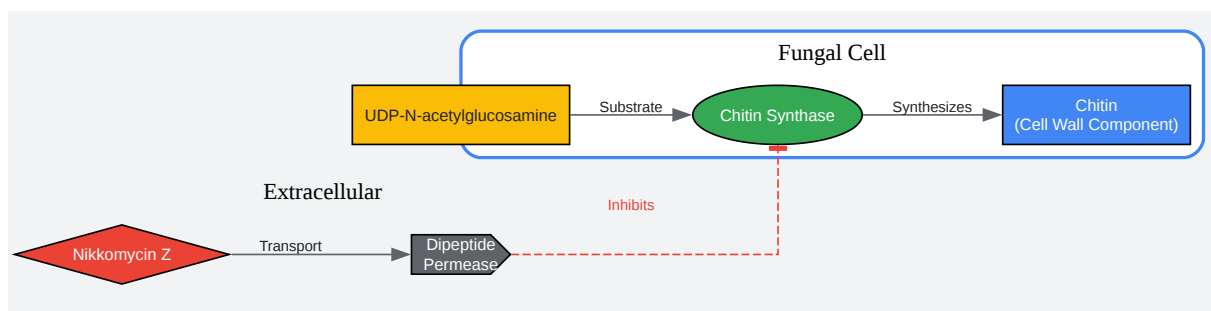 Fungal Cell
UDP-N-acetylglucosamine
Substrate
Chitin Synthase
Synthesizes
Chitin
(Cell Wall Component)
Extracellular
Inhibits
Nikkomycin Z
Transport
Dipeptide
Permease